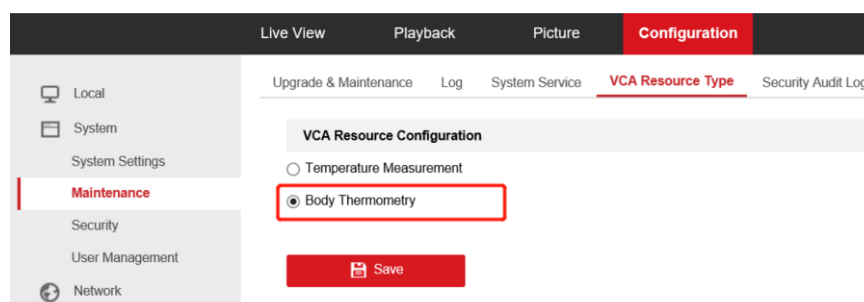 Live View Playback Picture Configuration
Upgrade & Maintenance Log System Service VCA Resource Type Security Audit Log
Local
System
System Settings
Maintenance
Security
User Management
Network
VCA Resource Configuration
Temperature Measurement
Body Thermometry
Save